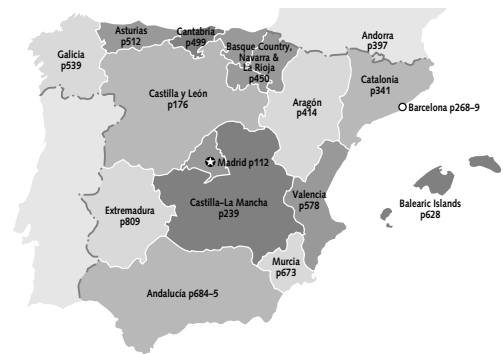 Asturias
p512
Cantabria
p499
Basque Country,
Navarra &
La Rioja
p450
Andorra
p397
Galicia
p539
Castilla y León
p176
Aragón
p414
Catalonia
p341
Barcelona p268–9
Madrid p112
Castilla–La Mancha
p239
Valencia
p578
Balearic Islands
p628
Extremadura
p809
Murcia
p673
Andalucía p684–5